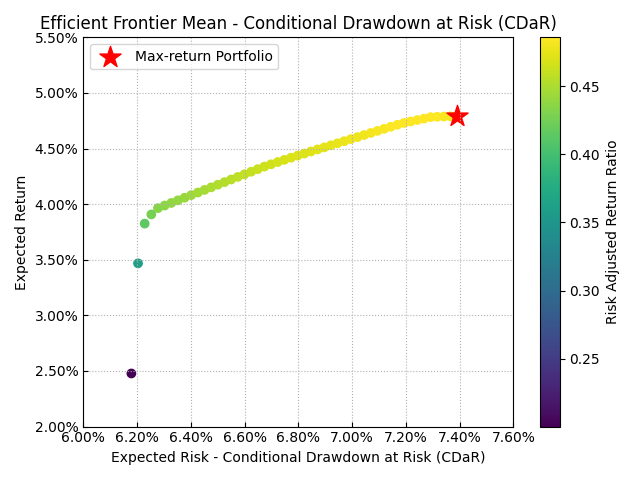 Efficient Frontier Mean - Conditional Drawdown at Risk (CDaR)
Max-return Portfolio
Expected Return
5.50%
5.00%
4.50%
4.00%
3.50%
3.00%
2.50%
2.00%
6.00% 6.20% 6.40% 6.60% 6.80% 7.00% 7.20% 7.40% 7.60%
Expected Risk - Conditional Drawdown at Risk (CDaR)
0.45
0.40
0.35
0.30
0.25
Risk Adjusted Return Ratio